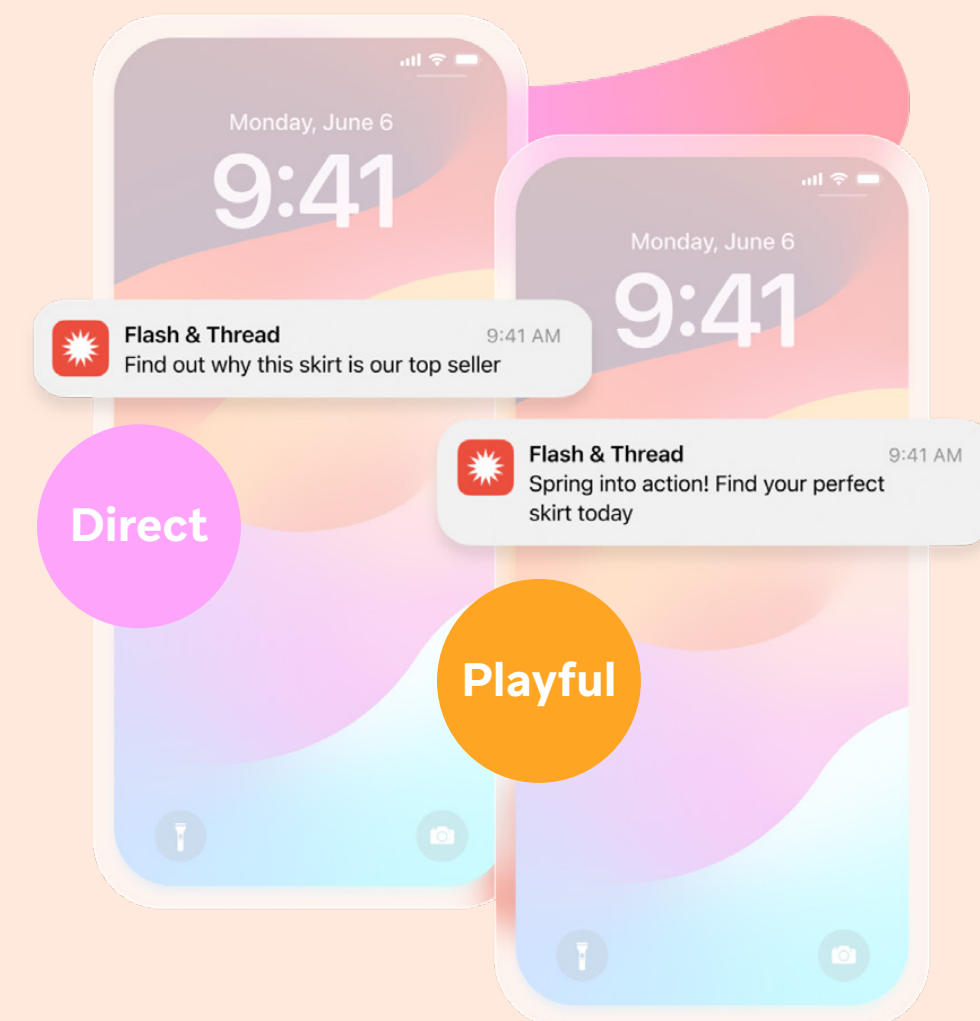 Monday, June 6
9:41
Flash & Thread 9:41 AM
Find out why this skirt is our top seller
Direct
Monday, June 6
9:41
Flash & Thread 9:41 AM
Spring into action! Find your perfect
skirt today
Playful